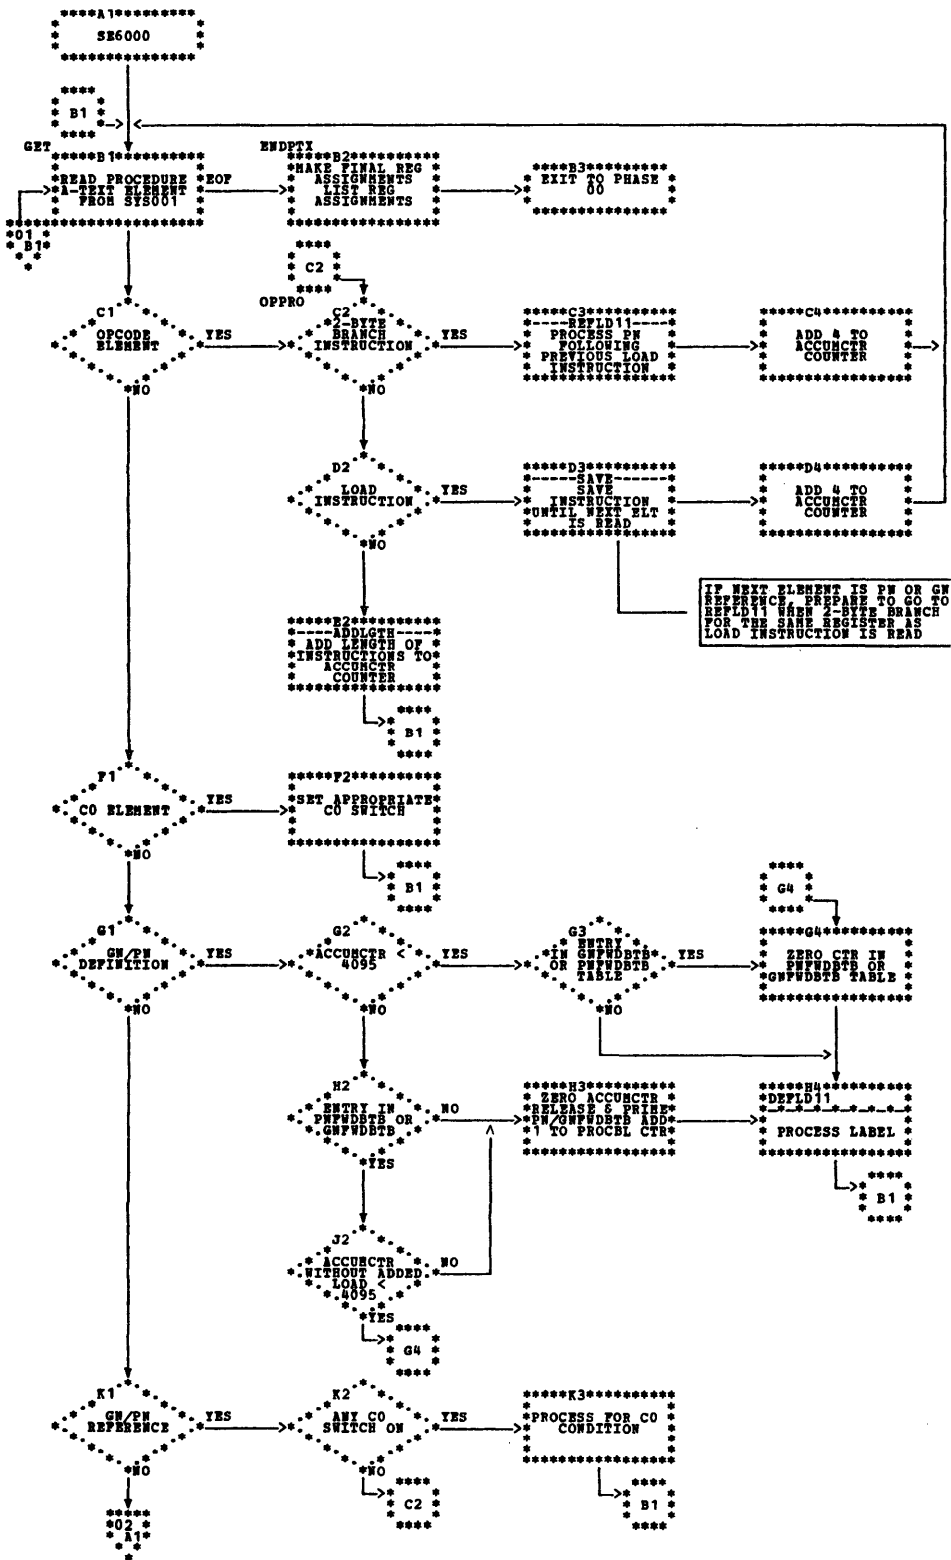 A1
SE6000
B1
GET
B1
READ PROCEDURE
A-TEXT ELEMENT
FROM SYS001
EOF
ENDPTX
B2
MAKE FINAL REG
ASSIGNMENTS
LIST REG
ASSIGNMENTS
B3
EXIT TO PHASE
00
01
B1
C2
OPPRO
C1
OPCODE
ELEMENT
YES
NO
C2
2-BYTE
BRANCH
INSTRUCTION
YES
NO
C3
REFLD11
PROCESS PN
FOLLOWING
PREVIOUS LOAD
INSTRUCTION
C4
ADD 4 TO
ACCUMCTR
COUNTER
D2
LOAD
INSTRUCTION
YES
NO
D3
SAVE
SAVE
INSTRUCTION
UNTIL NEXT ELT
IS READ
D4
ADD 4 TO
ACCUMCTR
COUNTER
IF NEXT ELEMENT IS PN OR GN
REFERENCE, PREPARE TO GO TO
REFLD11 WHEN 2-BYTE BRANCH
FOR THE SAME REGISTER AS
LOAD INSTRUCTION IS READ
E2
ADDLGTH
ADD LENGTH OF
INSTRUCTIONS TO
ACCUMCTR
COUNTER
B1
F1
C0 ELEMENT
YES
NO
F2
SET APPROPRIATE
C0 SWITCH
B1
G4
G1
GN/PN
DEFINITION
YES
NO
G2
ACCUMCTR <
4095
YES
NO
G3
ENTRY
IN GNFWDBTB
OR PNFWDBTB
TABLE
YES
NO
G4
ZERO CTR IN
PNFWDBTB OR
GNFWDBTB TABLE
H2
ENTRY IN
PNFWDBTB OR
GNFWDBTB
NO
YES
H3
ZERO ACCUMCTR
RELEASE & PRIME
PN/GNFWDBTB ADD
1 TO PROCBL CTR
H4
DEFLD11
PROCESS LABEL
B1
J2
ACCUMCTR
WITHOUT ADDED
LOAD <
4095
NO
YES
G4
K1
GN/PN
REFERENCE
YES
NO
K2
ANY C0
SWITCH ON
YES
NO
K3
PROCESS FOR C0
CONDITION
C2
B1
02
A1